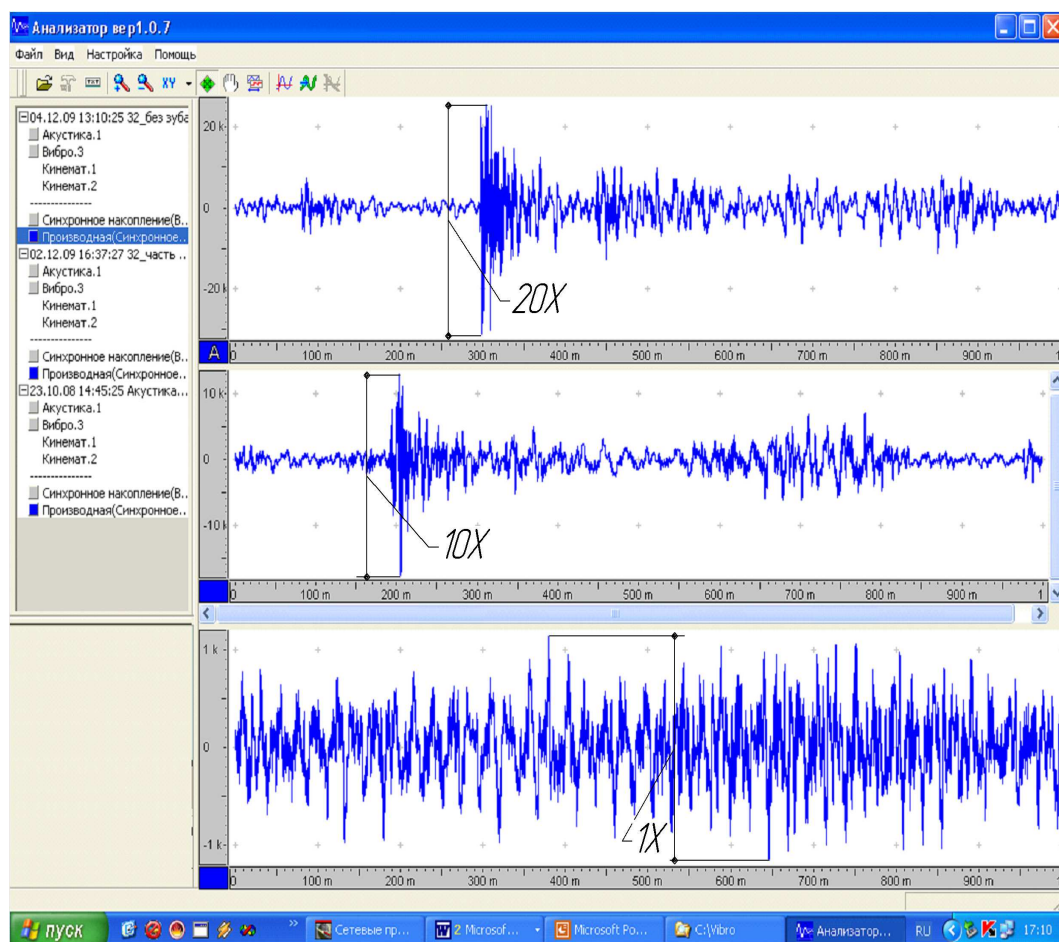 Анализатор вер1.0.7
Файл Вид Настройка Помощь
TXT XY
04.12.09 13:10:25 32_без зуба
Акустика.1
Вибро.3
Кинемат.1
Кинемат.2
---------------
Синхронное накопление(В..
Производная(Синхронное..
02.12.09 16:37:27 32_часть ..
Акустика.1
Вибро.3
Кинемат.1
Кинемат.2
---------------
Синхронное накопление(В..
Производная(Синхронное..
23.10.08 14:45:25 Акустика...
Акустика.1
Вибро.3
Кинемат.1
Кинемат.2
---------------
Синхронное накопление(В..
Производная(Синхронное..
20 k
0
-20 k
20X
A
0 100 m 200 m 300 m 400 m 500 m 600 m 700 m 800 m 900 m 1
10 k
0
-10 k
10X
0 100 m 200 m 300 m 400 m 500 m 600 m 700 m 800 m 900 m 1
1 k
0
-1 k
1X
0 100 m 200 m 300 m 400 m 500 m 600 m 700 m 800 m 900 m
пуск » Сетевые пр... 2 Microsof... Microsoft Po... C:\Vibro Анализатор... RU 17:10